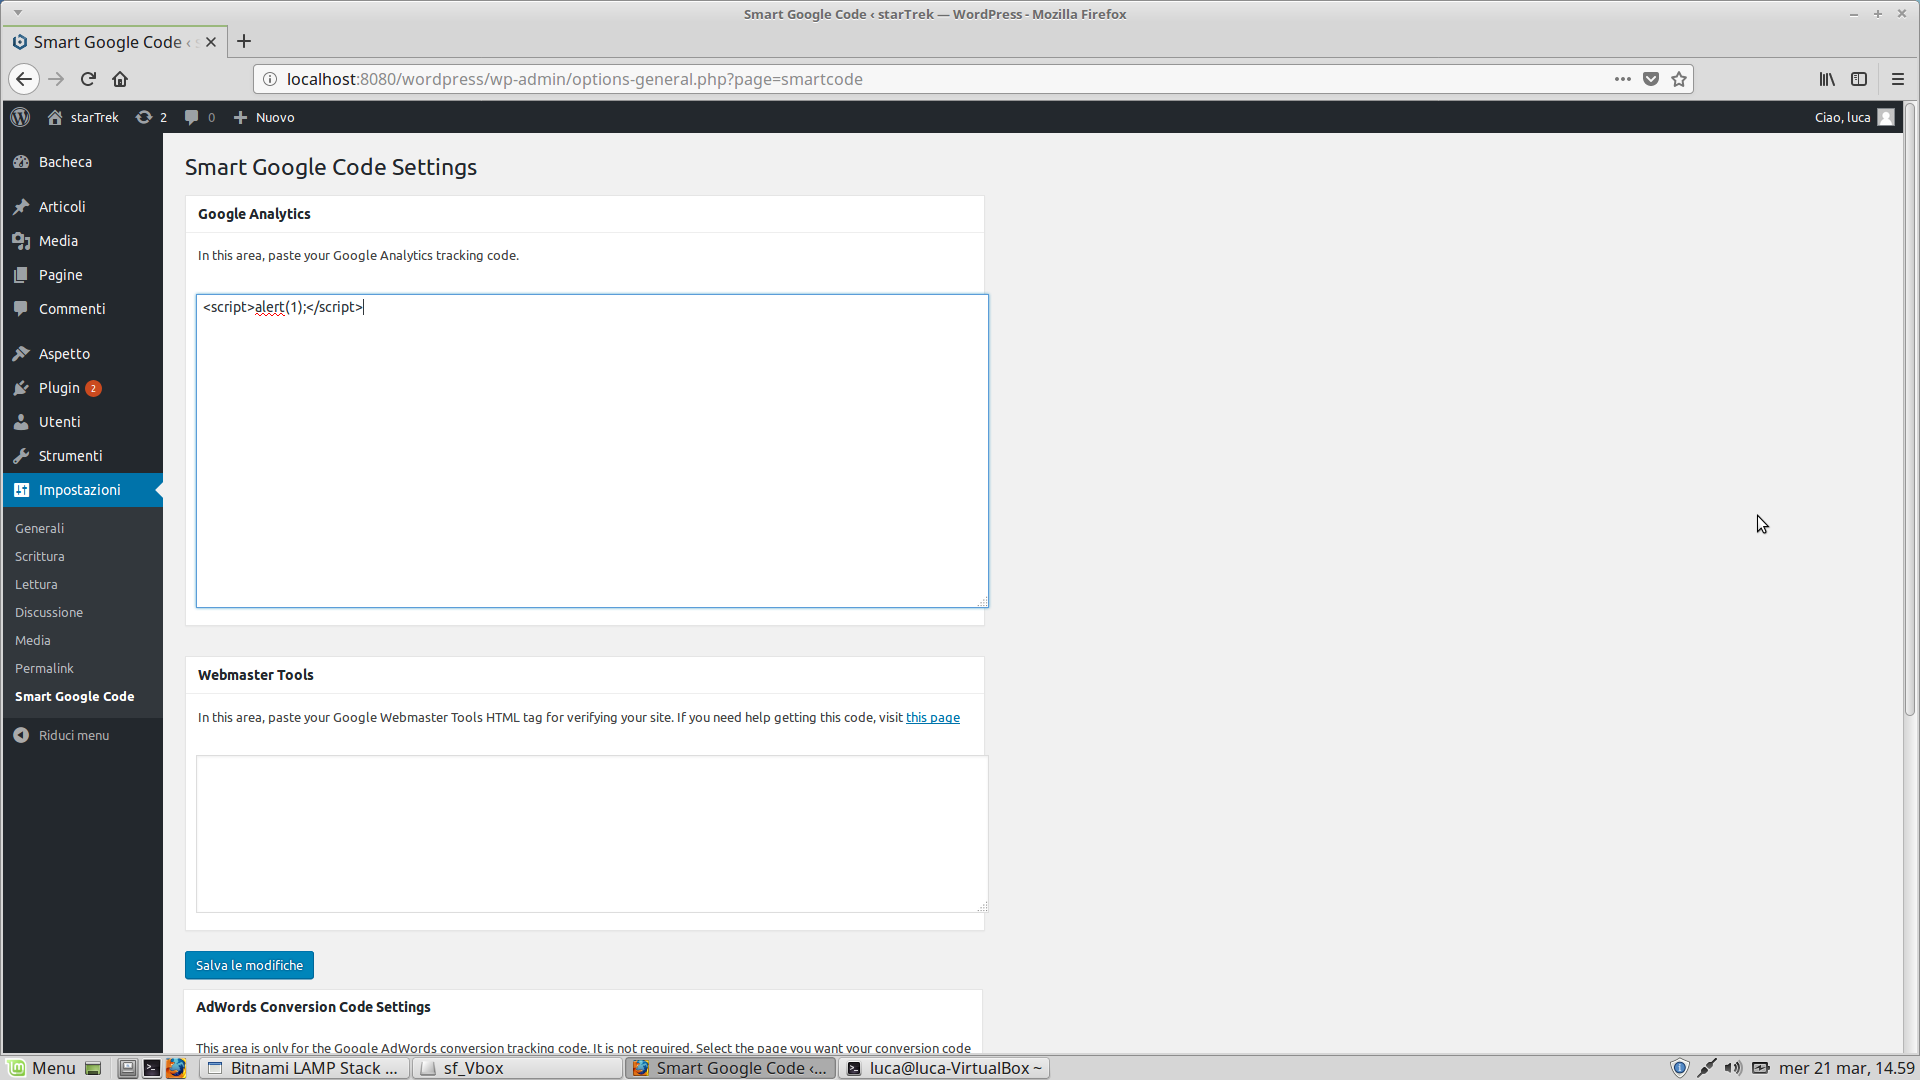 Smart Google Code ‹ starTrek — WordPress - Mozilla Firefox
Smart Google Code ‹
localhost:8080/wordpress/wp-admin/options-general.php?page=smartcode
starTrek 2 0 Nuovo Ciao, luca
Bacheca
Articoli
Media
Pagine
Commenti
Aspetto
Plugin 2
Utenti
Strumenti
Impostazioni
Generali
Scrittura
Lettura
Discussione
Media
Permalink
Smart Google Code
Riduci menu
Smart Google Code Settings
Google Analytics
In this area, paste your Google Analytics tracking code.
<script>alert(1);</script>
Webmaster Tools
In this area, paste your Google Webmaster Tools HTML tag for verifying your site. If you need help getting this code, visit this page
Salva le modifiche
AdWords Conversion Code Settings
This area is only for the Google AdWords conversion tracking code. It is not required. Select the page you want your conversion code
Menu Bitnami LAMP Stack ... sf_Vbox Smart Google Code ‹... luca@luca-VirtualBox ~ mer 21 mar, 14.59